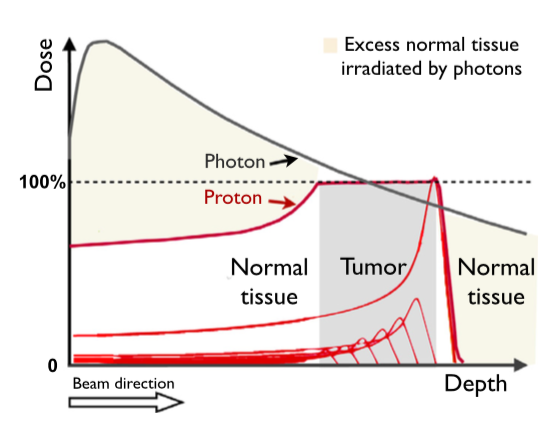 Dose
Excess normal tissue
irradiated by photons
Photon
100%
Proton
Normal
tissue
Tumor
Normal
tissue
0
Beam direction
Depth